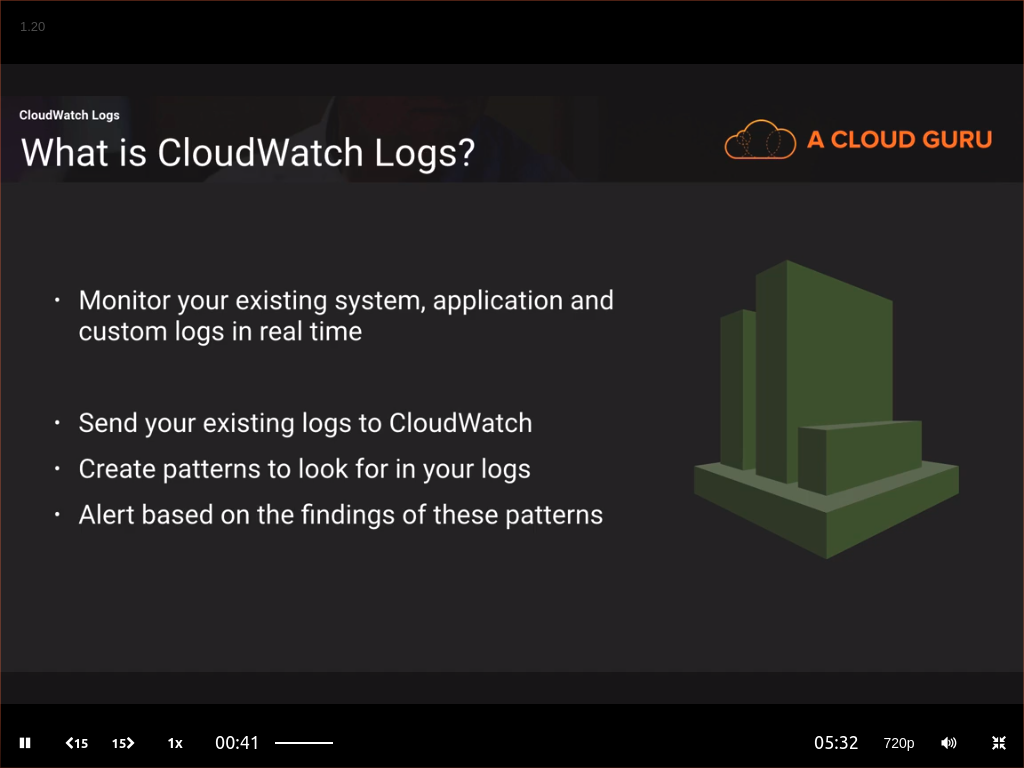 1.20
CloudWatch Logs
What is CloudWatch Logs?
A CLOUD GURU
• Monitor your existing system, application and
custom logs in real time
• Send your existing logs to CloudWatch
• Create patterns to look for in your logs
• Alert based on the findings of these patterns
15 15 1x 00:41 05:32 720p